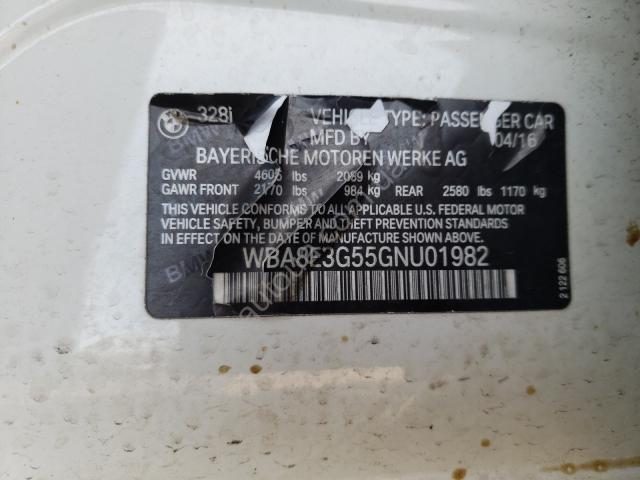 328i VEHICLE TYPE: PASSENGER CAR
MFD BY 04/16
BAYERISCHE MOTOREN WERKE AG
GVWR 4605 lbs 2089 kg
GAWR FRONT 2170 lbs 984 kg REAR 2580 lbs 1170 kg
THIS VEHICLE CONFORMS TO ALL APPLICABLE U.S. FEDERAL MOTOR
VEHICLE SAFETY, BUMPER AND THEFT PREVENTION STANDARDS
IN EFFECT ON THE DATE OF MANUFACTURE SHOWN ABOVE.
WBA8E3G55GNU01982
2 122 606